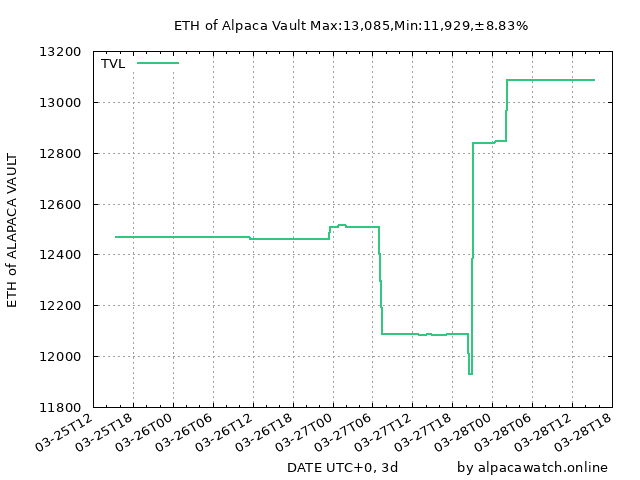 ETH of Alpaca Vault Max:13,085,Min:11,929,±8.83%
TVL
ETH of ALAPACA VAULT
13200
13000
12800
12600
12400
12200
12000
11800
03-25T12
03-25T18
03-26T00
03-26T06
03-26T12
03-26T18
03-27T00
03-27T06
03-27T12
03-27T18
03-28T00
03-28T06
03-28T12
03-28T18
DATE UTC+0, 3d
by alpacawatch.online